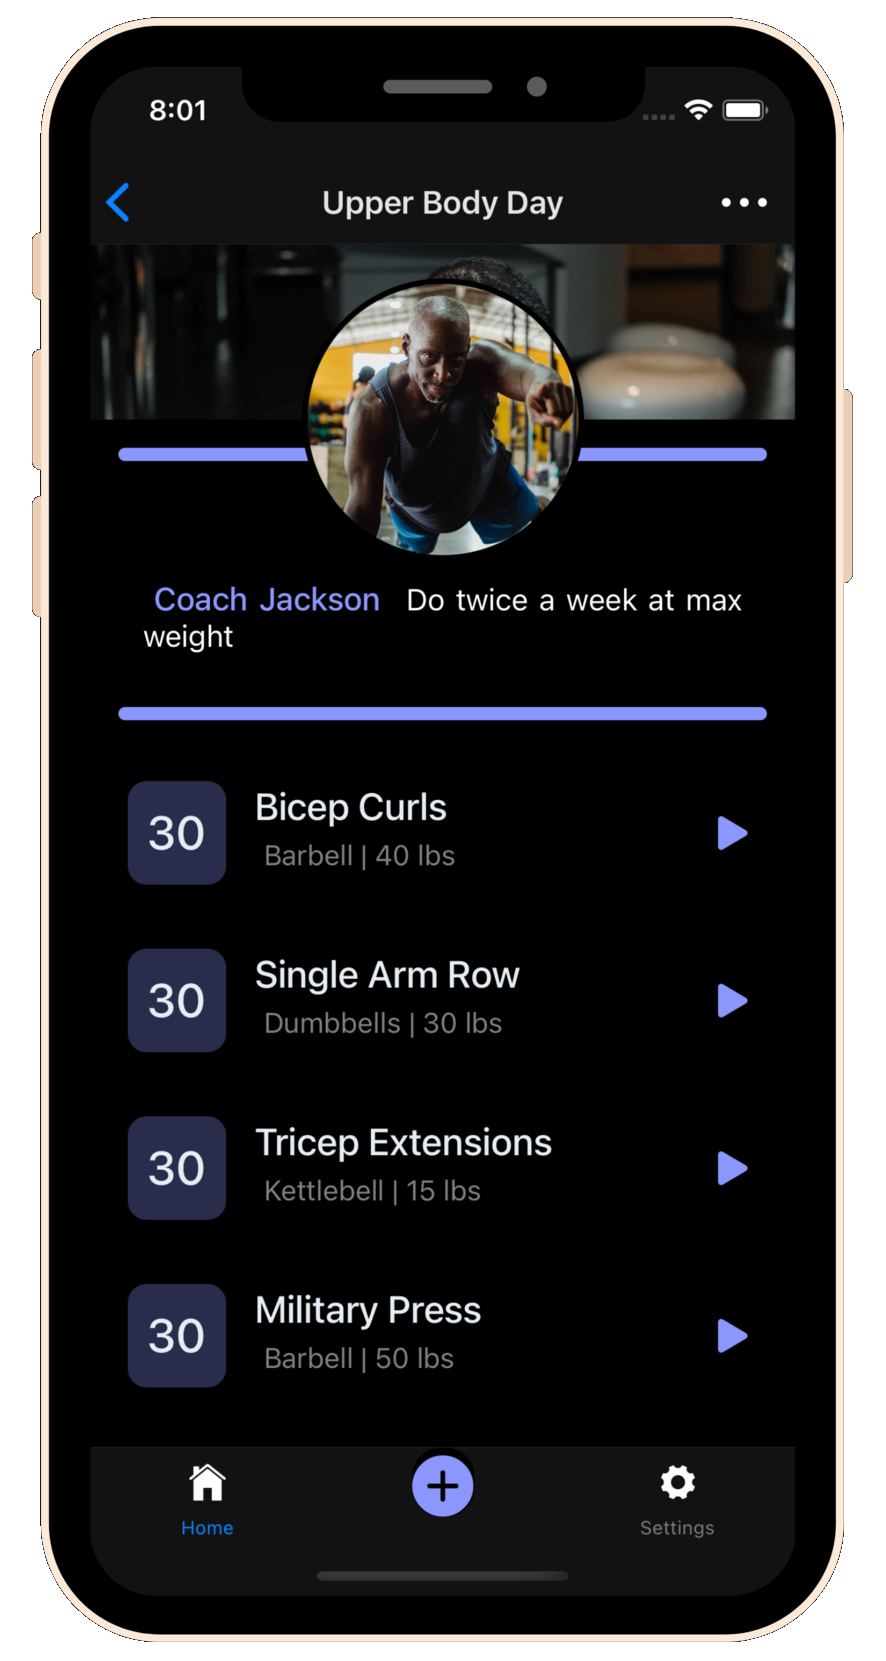 8:01
Upper Body Day
Coach Jackson Do twice a week at max
weight
30
Bicep Curls
Barbell | 40 lbs
30
Single Arm Row
Dumbbells | 30 lbs
30
Tricep Extensions
Kettlebell | 15 lbs
30
Military Press
Barbell | 50 lbs
Home
Settings